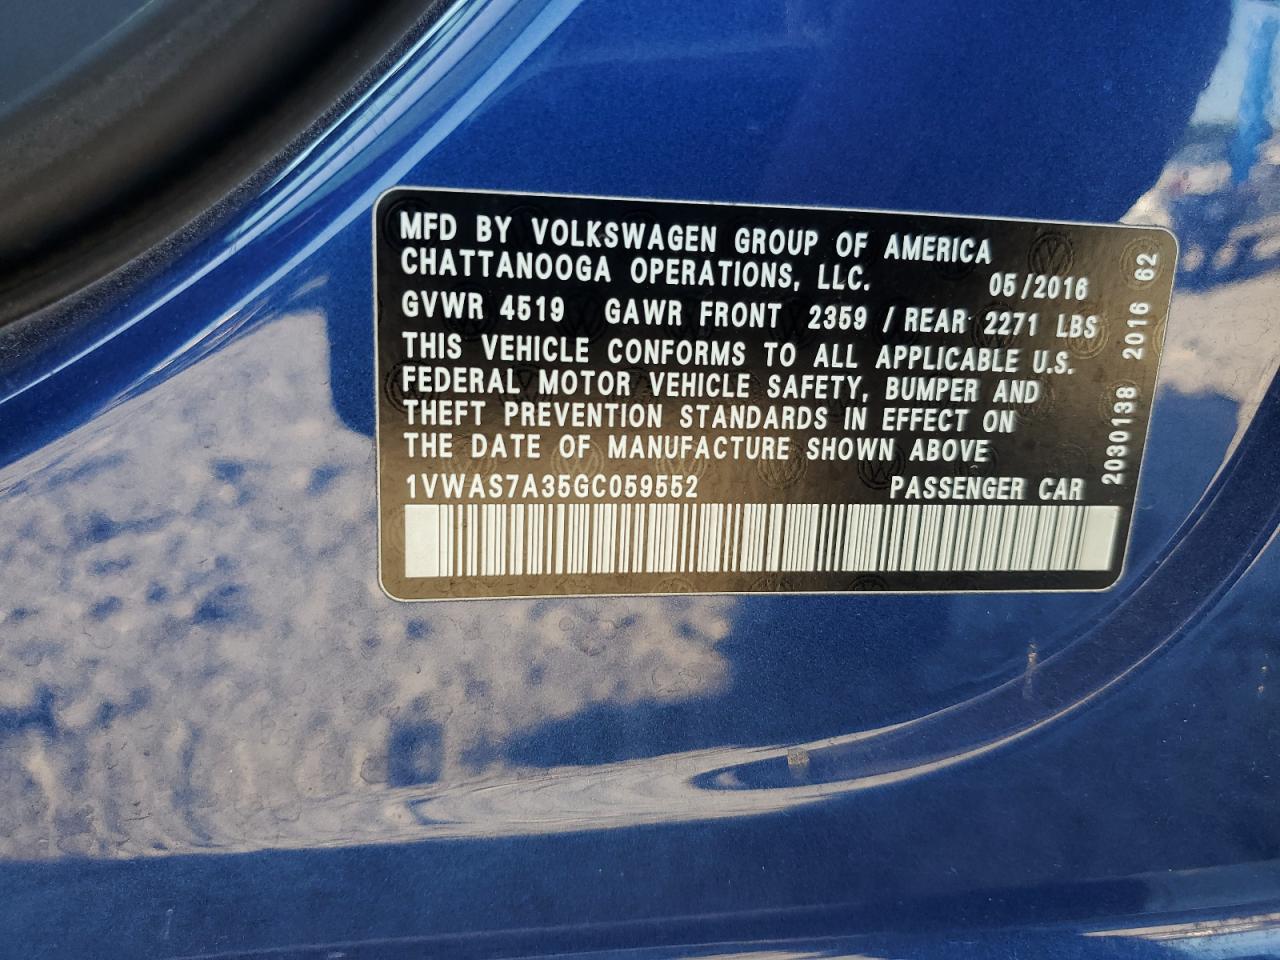 MFD BY VOLKSWAGEN GROUP OF AMERICA
CHATTANOOGA OPERATIONS, LLC. 05/2016
GVWR 4519 GAWR FRONT 2359 / REAR 2271 LBS
THIS VEHICLE CONFORMS TO ALL APPLICABLE U.S.
FEDERAL MOTOR VEHICLE SAFETY, BUMPER AND
THEFT PREVENTION STANDARDS IN EFFECT ON
THE DATE OF MANUFACTURE SHOWN ABOVE
1VWAS7A35GC059552 PASSENGER CAR
2030138 2016 62